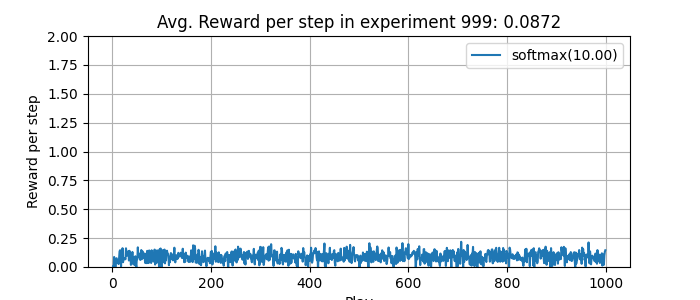 Avg. Reward per step in experiment 999: 0.0872
2.00
1.75
1.50
1.25
1.00
0.75
0.50
0.25
0.00
Reward per step
softmax(10.00)
0 200 400 600 800 1000
Play